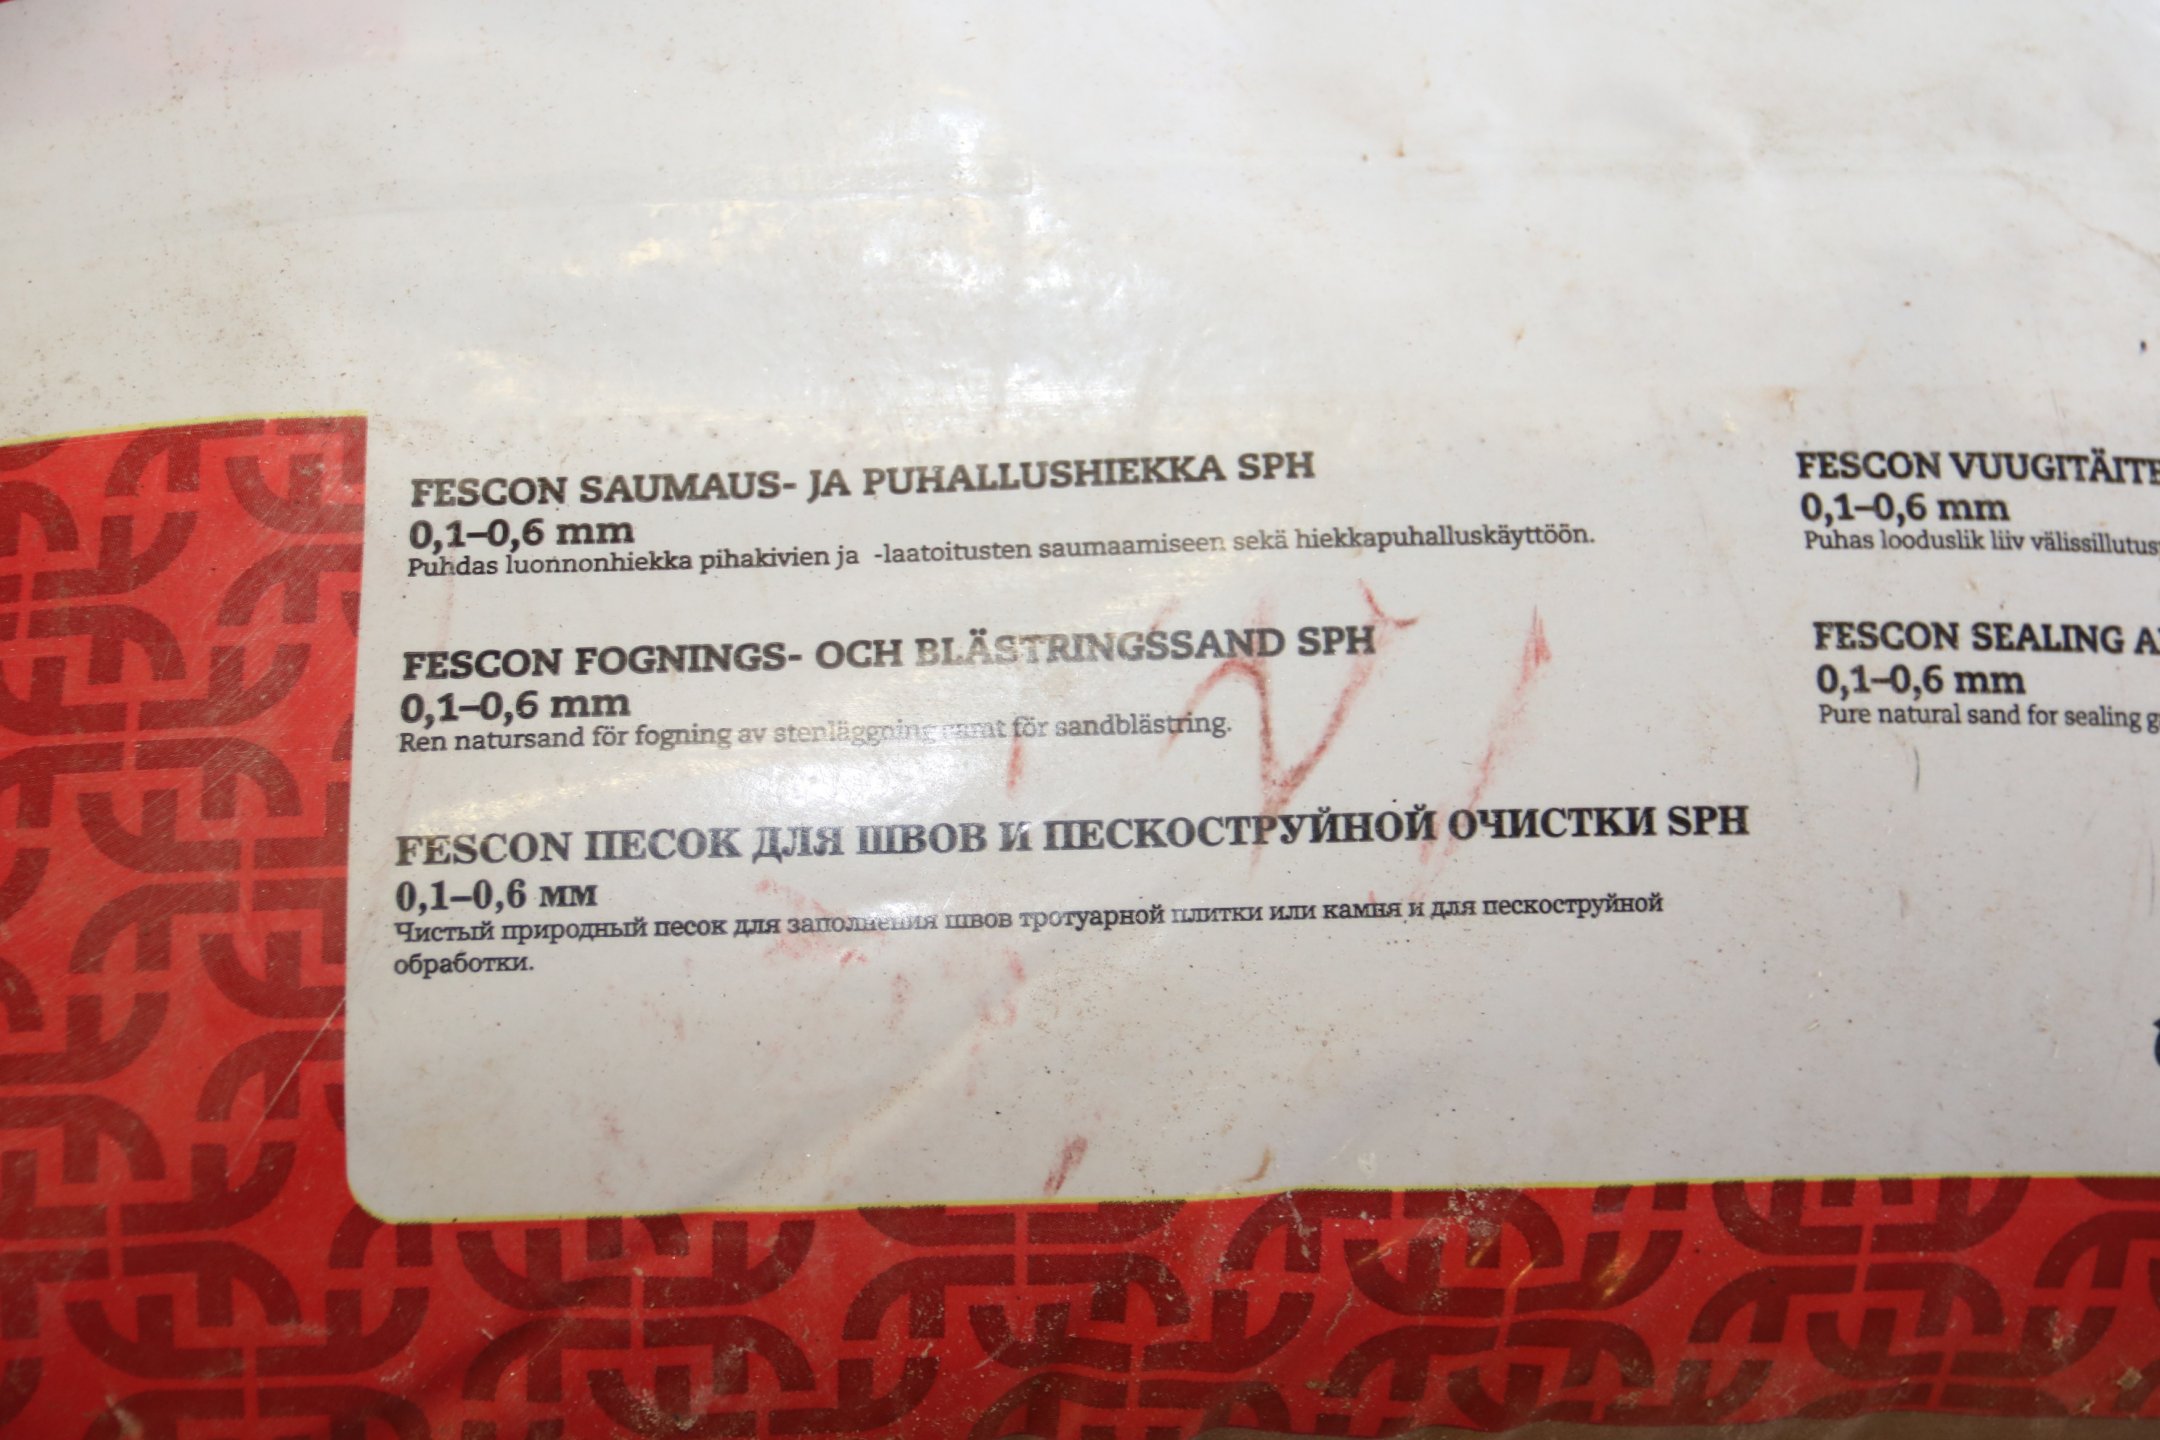 FESCON SAUMAUS- JA PUHALLUSHIEKKA SPH
0,1–0,6 mm
Puhdas luonnonhiekka pihakivien ja -laatoitusten saumaamiseen sekä hiekkapuhalluskäyttöön.
FESCON FOGNINGS- OCH BLÄSTRINGSSAND SPH
0,1–0,6 mm
Ren natursand för fogning av stenläggning samt för sandblästring.
FESCON ПЕСОК ДЛЯ ШВОВ И ПЕСКОСТРУЙНОЙ ОЧИСТКИ SPH
0,1–0,6 мм
Чистый природный песок для заполнения швов тротуарной плитки или камня и для пескоструйной
обработки.
FESCON VUUGITÄITE
0,1–0,6 mm
Puhas looduslik liiv välissillutus
FESCON SEALING
0,1–0,6 mm
Pure natural sand for sealing